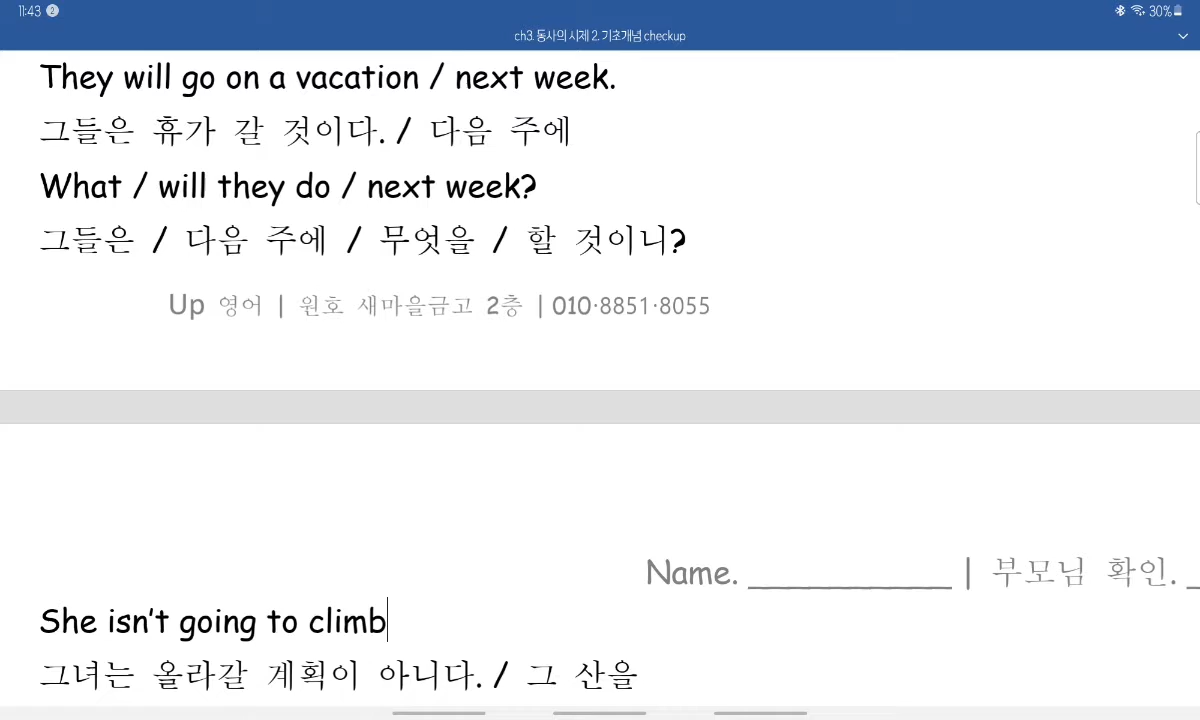 11:43 2 30%
ch3. 동사의 시제 2. 기초개념 checkup
They will go on a vacation / next week.
그들은 휴가 갈 것이다. / 다음 주에
What / will they do / next week?
그들은 / 다음 주에 / 무엇을 / 할 것이니?
Up 영어 | 원호 새마을금고 2층 | 010·8851·8055
Name. __________ | 부모님 확인. _
She isn't going to climb
그녀는 올라갈 계획이 아니다. / 그 산을